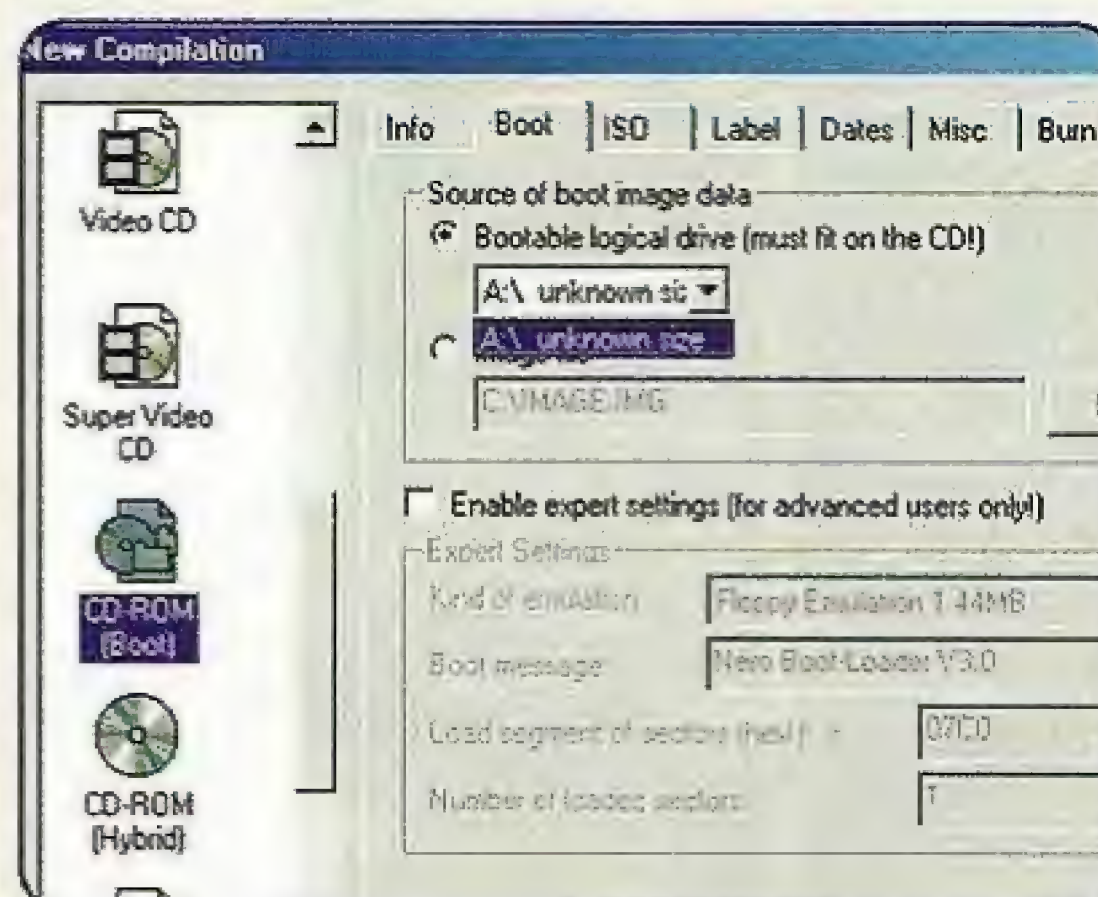 New Compilation
Video CD
Super Video
CD
CD-ROM
(Boot)
CD-ROM
(Hybrid)
Info Boot ISO Label Dates Misc Burn
Source of boot image data
Bootable logical drive (must fit on the CD!)
A:\ unknown siz
A:\ unknown size
C:\IMAGE.IMG
Enable expert settings (for advanced users only!)
Expert Settings
Kind of emulation
Floppy Emulation 1.44MB
Boot message
Nero Boot-Loader V3.0
Load segment of sectors (hex!)
07C0
Number of loaded sectors
1